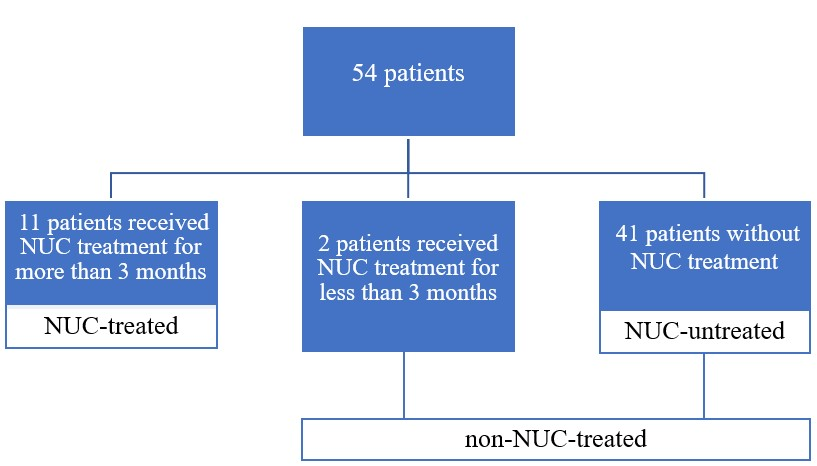 54 patients
11 patients received
NUC treatment for
more than 3 months
NUC-treated
2 patients received
NUC treatment for
less than 3 months
41 patients without
NUC treatment
NUC-untreated
non-NUC-treated